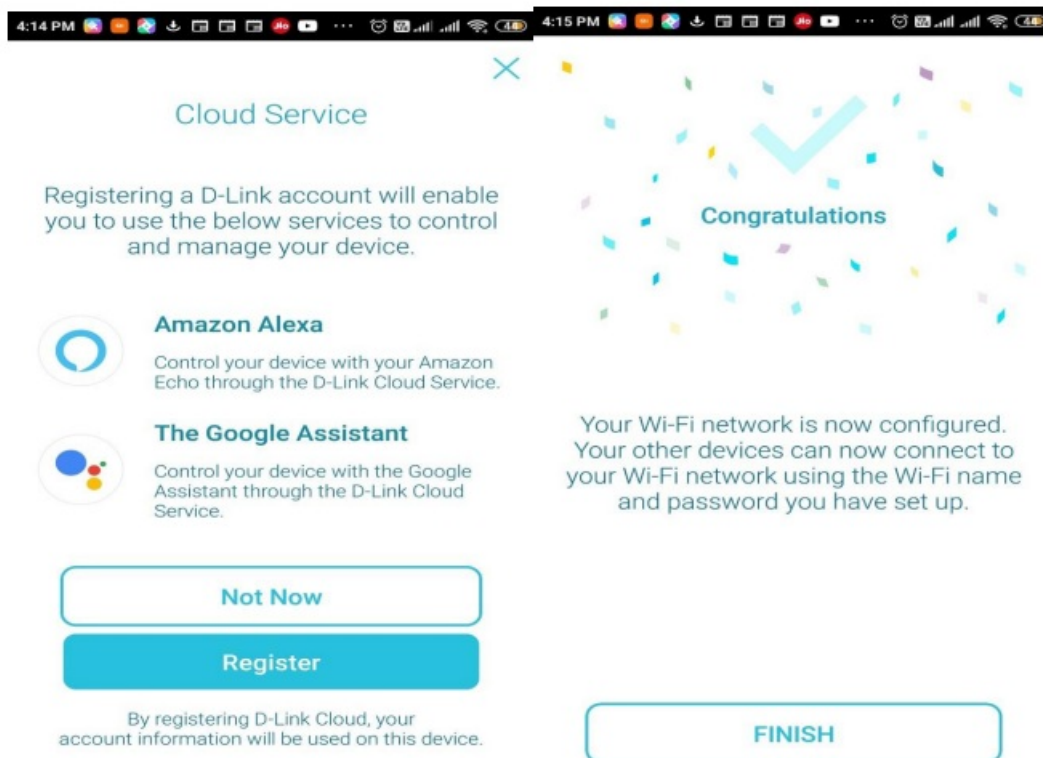 4:14 PM
44
Cloud Service
Registering a D-Link account will enable
you to use the below services to control
and manage your device.
Amazon Alexa
Control your device with your Amazon
Echo through the D-Link Cloud Service.
The Google Assistant
Control your device with the Google
Assistant through the D-Link Cloud
Service.
Not Now
Register
By registering D-Link Cloud, your
account information will be used on this device.
4:15 PM
Jio
44
Congratulations
Your Wi-Fi network is now configured.
Your other devices can now connect to
your Wi-Fi network using the Wi-Fi name
and password you have set up.
FINISH